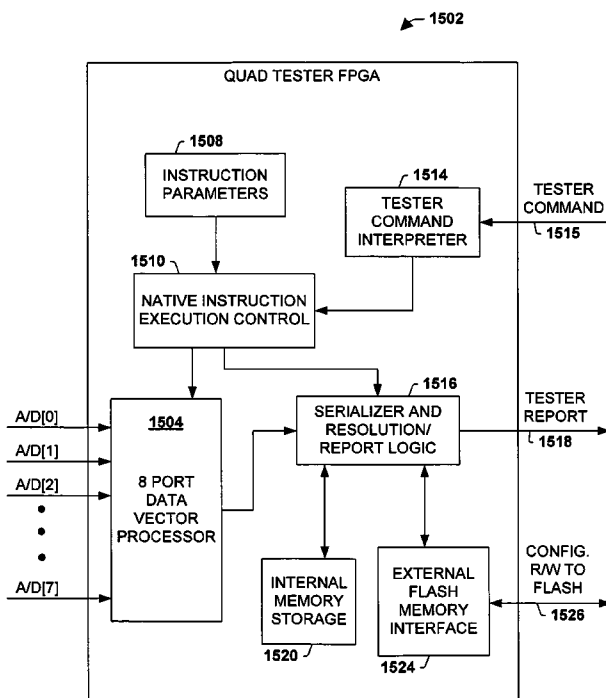 1502
QUAD TESTER FPGA
1508
INSTRUCTION
PARAMETERS
1514
TESTER
COMMAND
INTERPRETER
TESTER
COMMAND
1515
1510
NATIVE INSTRUCTION
EXECUTION CONTROL
1516
SERIALIZER AND
RESOLUTION/
REPORT LOGIC
TESTER
REPORT
1518
A/D[0]
A/D[1]
A/D[2]
A/D[7]
1504
8 PORT
DATA
VECTOR
PROCESSOR
INTERNAL
MEMORY
STORAGE
1520
EXTERNAL
FLASH
MEMORY
INTERFACE
1524
CONFIG.
R/W TO
FLASH
1526